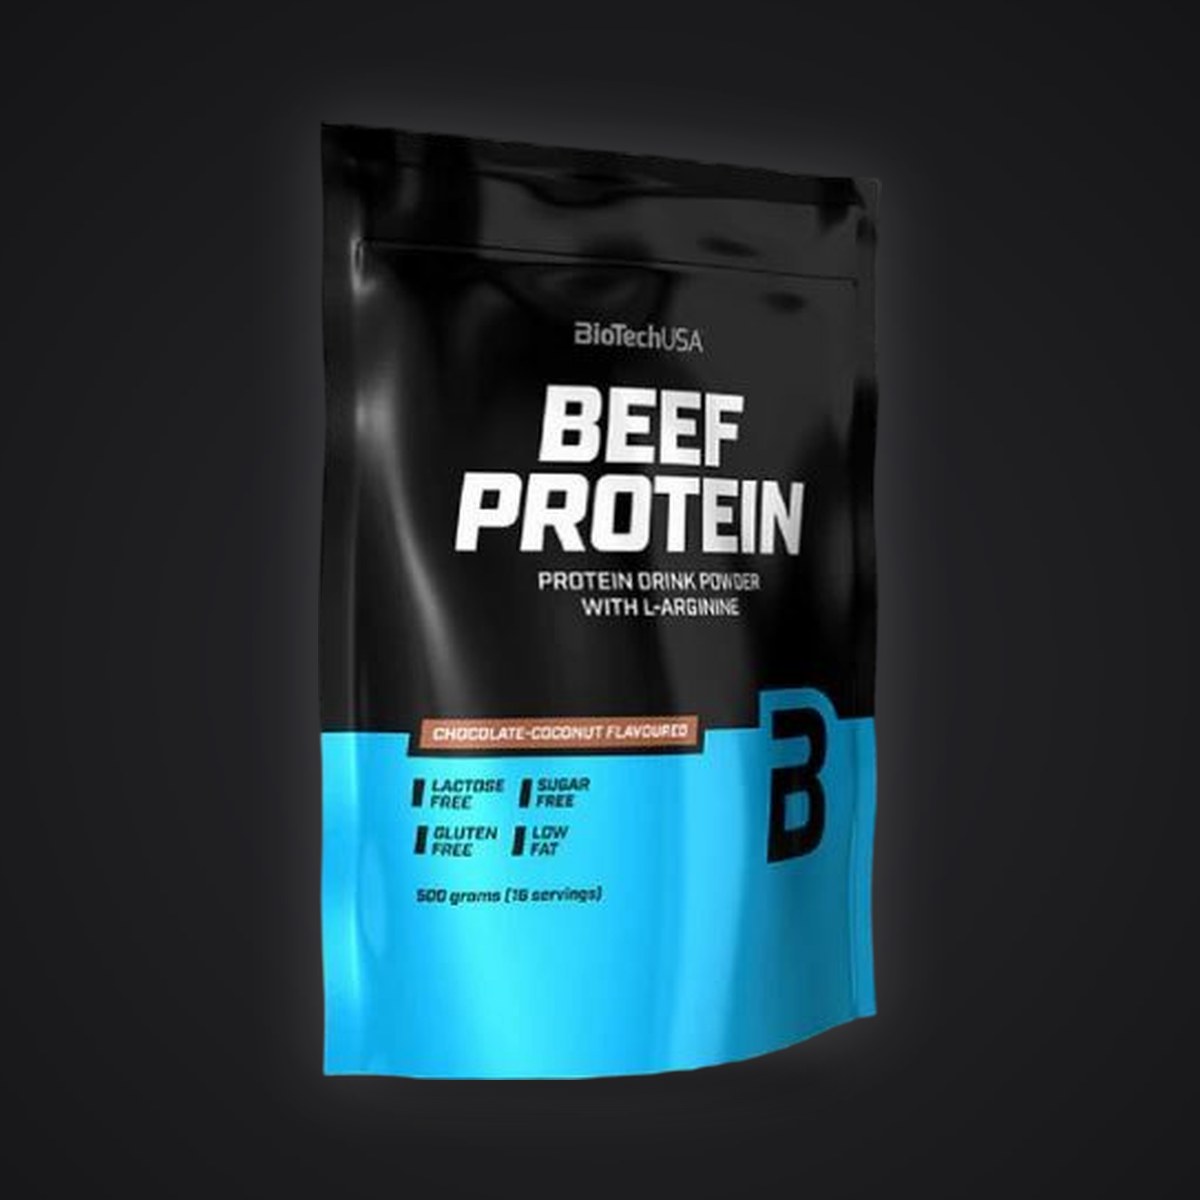 BioTechUSA
BEEF
PROTEIN
PROTEIN DRINK POWDER
WITH L-ARGININE
CHOCOLATE-COCONUT FLAVOURED
LACTOSE
FREE
SUGAR
FREE
GLUTEN
FREE
LOW
FAT
500 grams (16 servings)
B